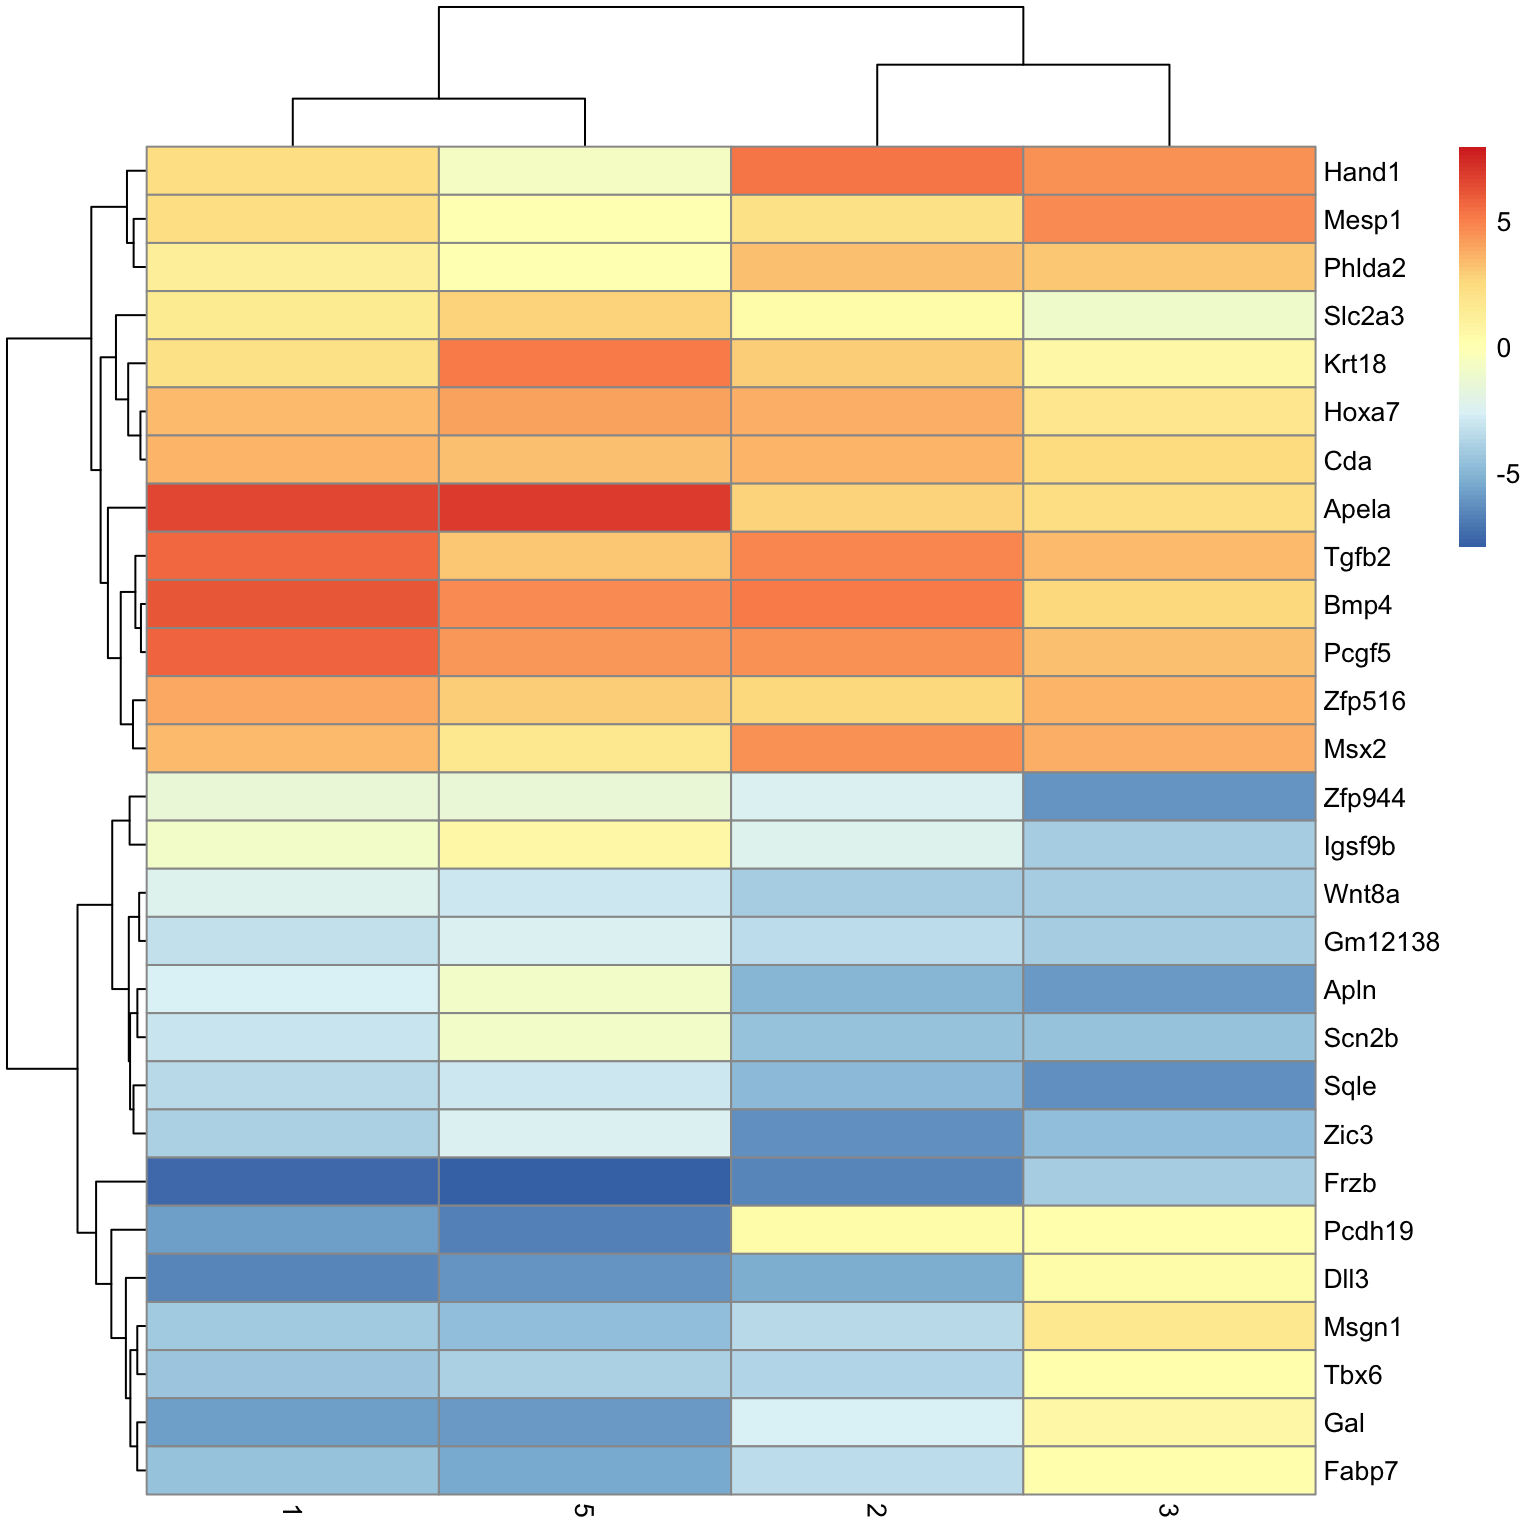 Hand1
Mesp1
Phlda2
Slc2a3
Krt18
Hoxa7
Cda
Apela
Tgfb2
Bmp4
Pcgf5
Zfp516
Msx2
Zfp944
Igsf9b
Wnt8a
Gm12138
Apln
Scn2b
Sqle
Zic3
Frzb
Pcdh19
Dll3
Msgn1
Tbx6
Gal
Fabp7
1 5 2 3
5
0
-5